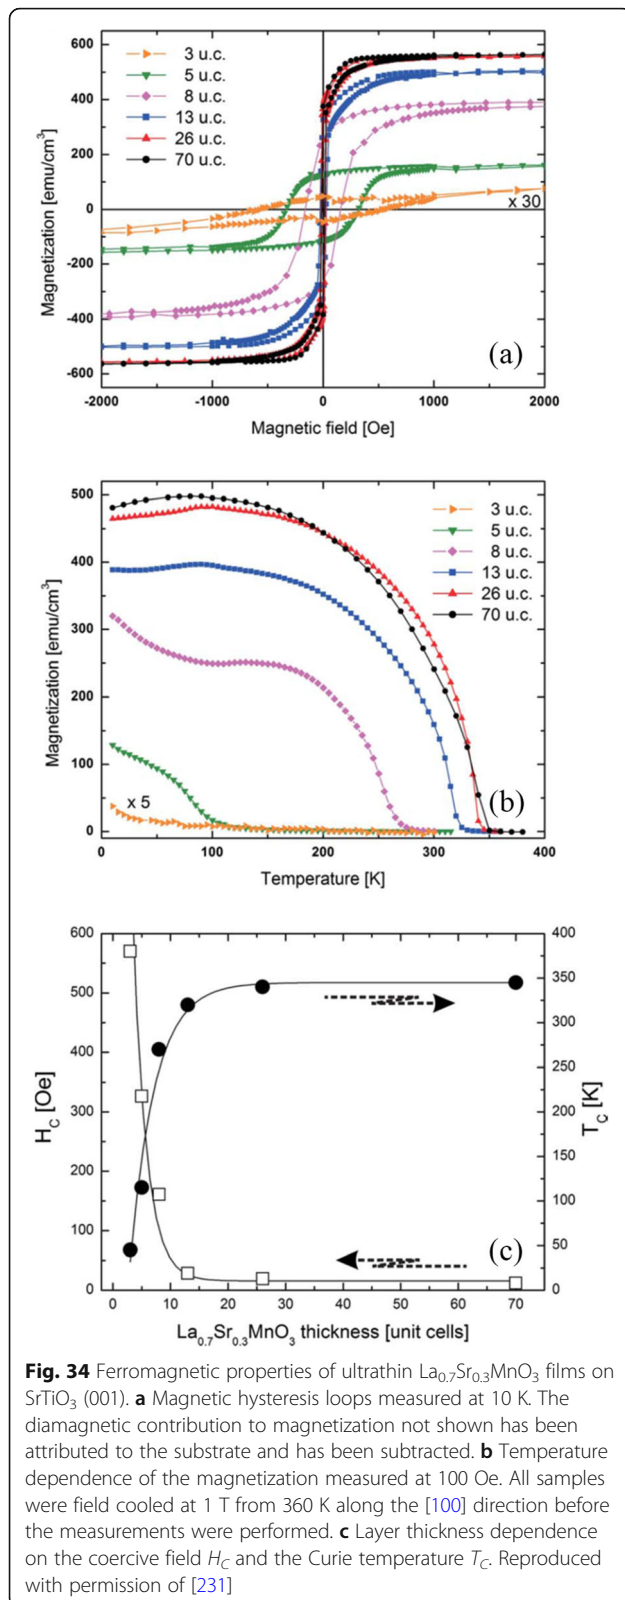 600
500
400
300
200
100
0
-100
-200
-300
-400
-500
-600
Magnetization [emu/cm³]
3 u.c.
5 u.c.
8 u.c.
13 u.c.
26 u.c.
70 u.c.
x 30
(a)
-2000 -1000 0 1000 2000
Magnetic field [Oe]
500
400
300
200
100
0
Magnetization [emu/cm³]
3 u.c.
5 u.c.
8 u.c.
13 u.c.
26 u.c.
70 u.c.
x 5
(b)
0 100 200 300 400
Temperature [K]
600
500
400
300
200
150
100
50
0
H_C [Oe]
400
350
300
250
200
150
100
50
0
T_C [K]
(c)
0 10 20 30 40 50 60 70
La₀.₇Sr₀.₃MnO₃ thickness [unit cells]
Fig. 34 Ferromagnetic properties of ultrathin La₀.₇Sr₀.₃MnO₃ films on
SrTiO₃ (001). a Magnetic hysteresis loops measured at 10 K. The
diamagnetic contribution to magnetization not shown has been
attributed to the substrate and has been subtracted. b Temperature
dependence of the magnetization measured at 100 Oe. All samples
were field cooled at 1 T from 360 K along the [100] direction before
the measurements were performed. c Layer thickness dependence
on the coercive field H_C and the Curie temperature T_C. Reproduced
with permission of [231]